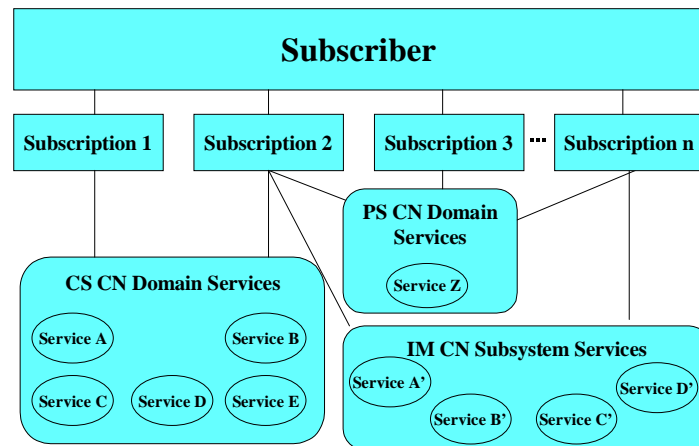 Subscriber
Subscription 1
Subscription 2
Subscription 3
...
Subscription n
PS CN Domain
Services
Service Z
CS CN Domain Services
Service A
Service B
Service C
Service D
Service E
IM CN Subsystem Services
Service A’
Service B’
Service C’
Service D’